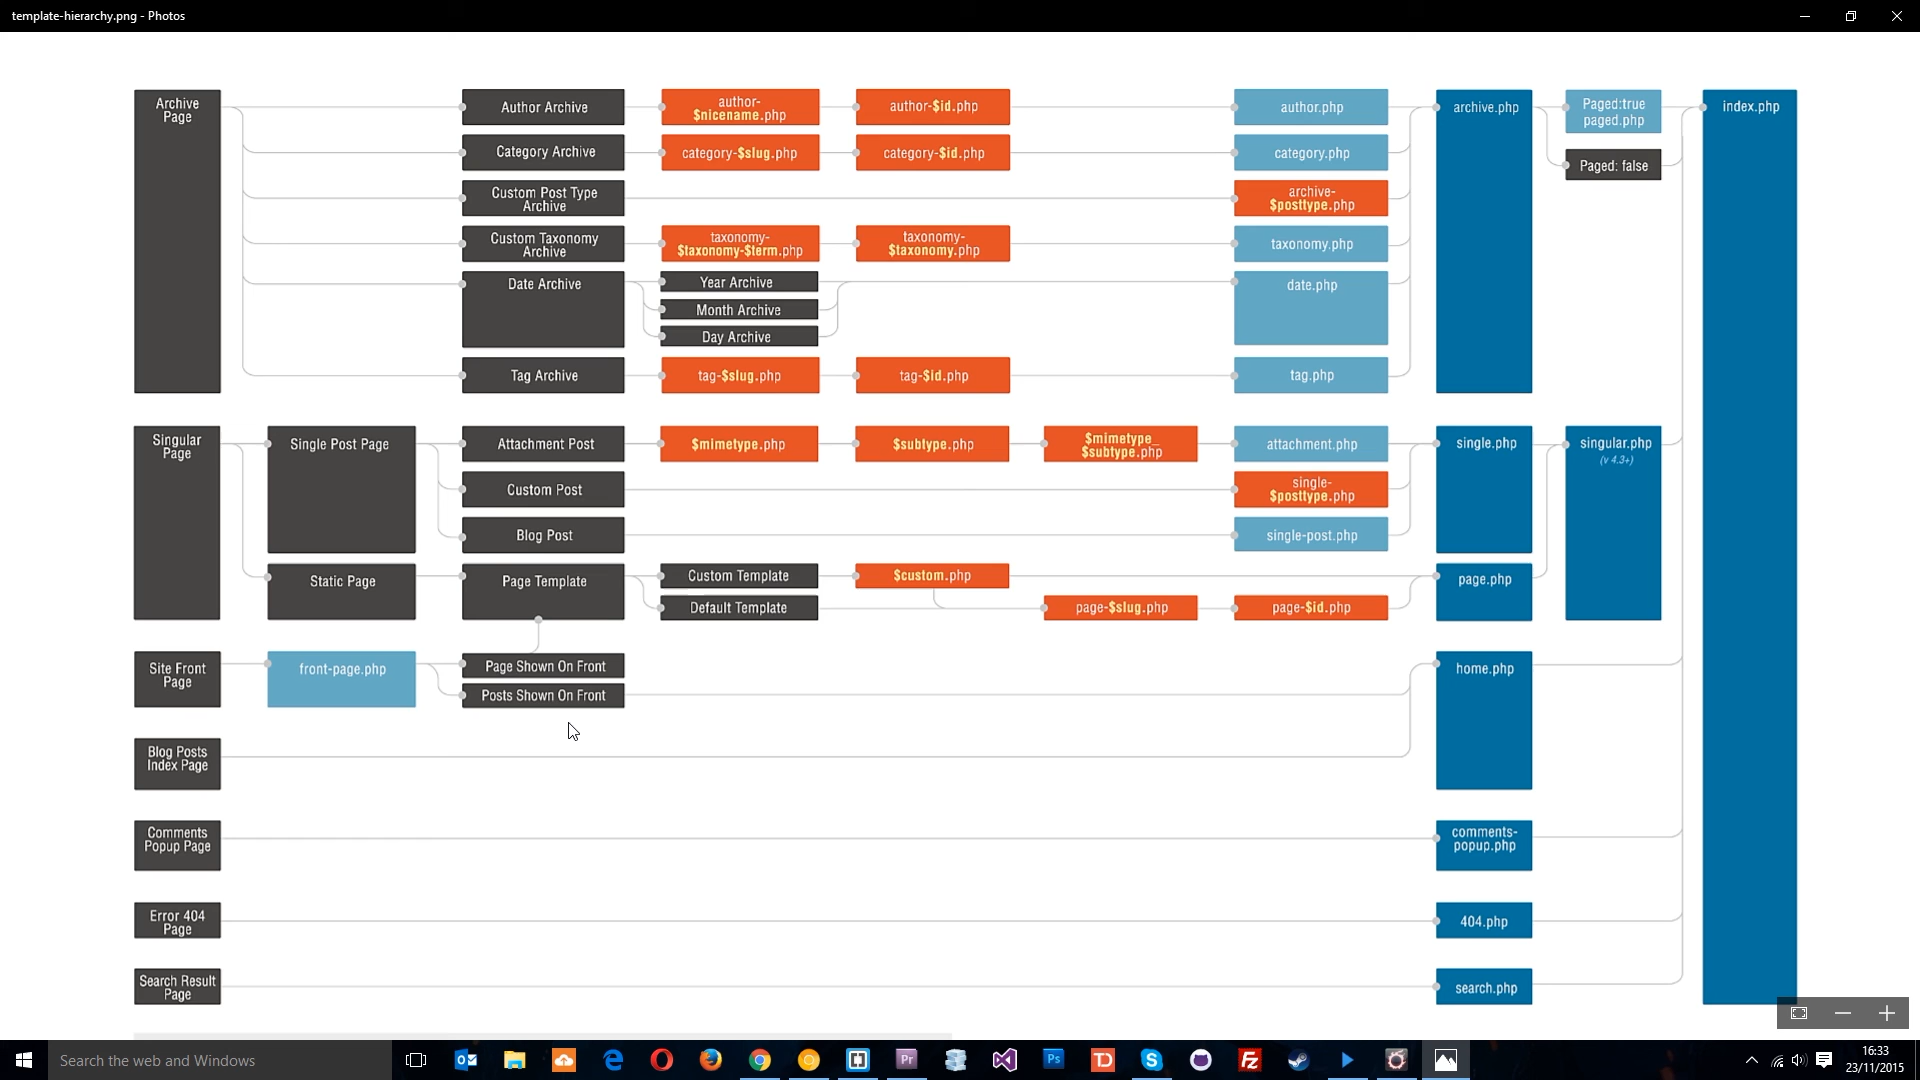 template-hierarchy.png - Photos
Archive
Page
Author Archive
author-
$nicename.php
author-$id.php
author.php
archive.php
Paged:true
paged.php
index.php
Category Archive
category-$slug.php
category-$id.php
category.php
Paged: false
Custom Post Type
Archive
archive-
$posttype.php
Custom Taxonomy
Archive
taxonomy-
$taxonomy-$term.php
taxonomy-
$taxonomy.php
taxonomy.php
Date Archive
Year Archive
Month Archive
Day Archive
date.php
Tag Archive
tag-$slug.php
tag-$id.php
tag.php
Singular
Page
Single Post Page
Attachment Post
$mimetype.php
$subtype.php
$mimetype_
$subtype.php
attachment.php
single.php
singular.php
(v 4.3+)
Custom Post
single-
$posttype.php
Blog Post
single-post.php
Static Page
Page Template
Custom Template
$custom.php
page.php
Default Template
page-$slug.php
page-$id.php
Site Front
Page
front-page.php
Page Shown On Front
Posts Shown On Front
home.php
Blog Posts
Index Page
Comments
Popup Page
comments-
popup.php
Error 404
Page
404.php
Search Result
Page
search.php
Search the web and Windows
Pr
Ps
TD
FZ
16:33
23/11/2015